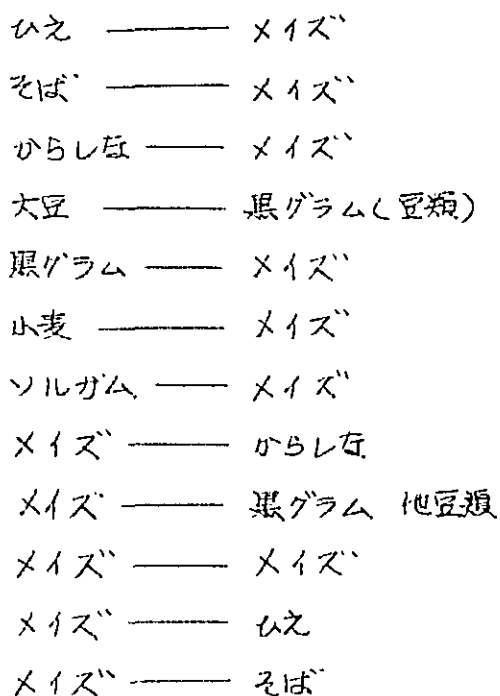 ひえ ――― メイズ
そば ――― メイズ
からし菜 ――― メイズ
大豆 ――― 黒グラム(豆類)
黒グラム ――― メイズ
小麦 ――― メイズ
ソルガム ――― メイズ
メイズ ――― からし菜
メイズ ――― 黒グラム 他豆類
メイズ ――― メイズ
メイズ ――― ひえ
メイズ ――― そば